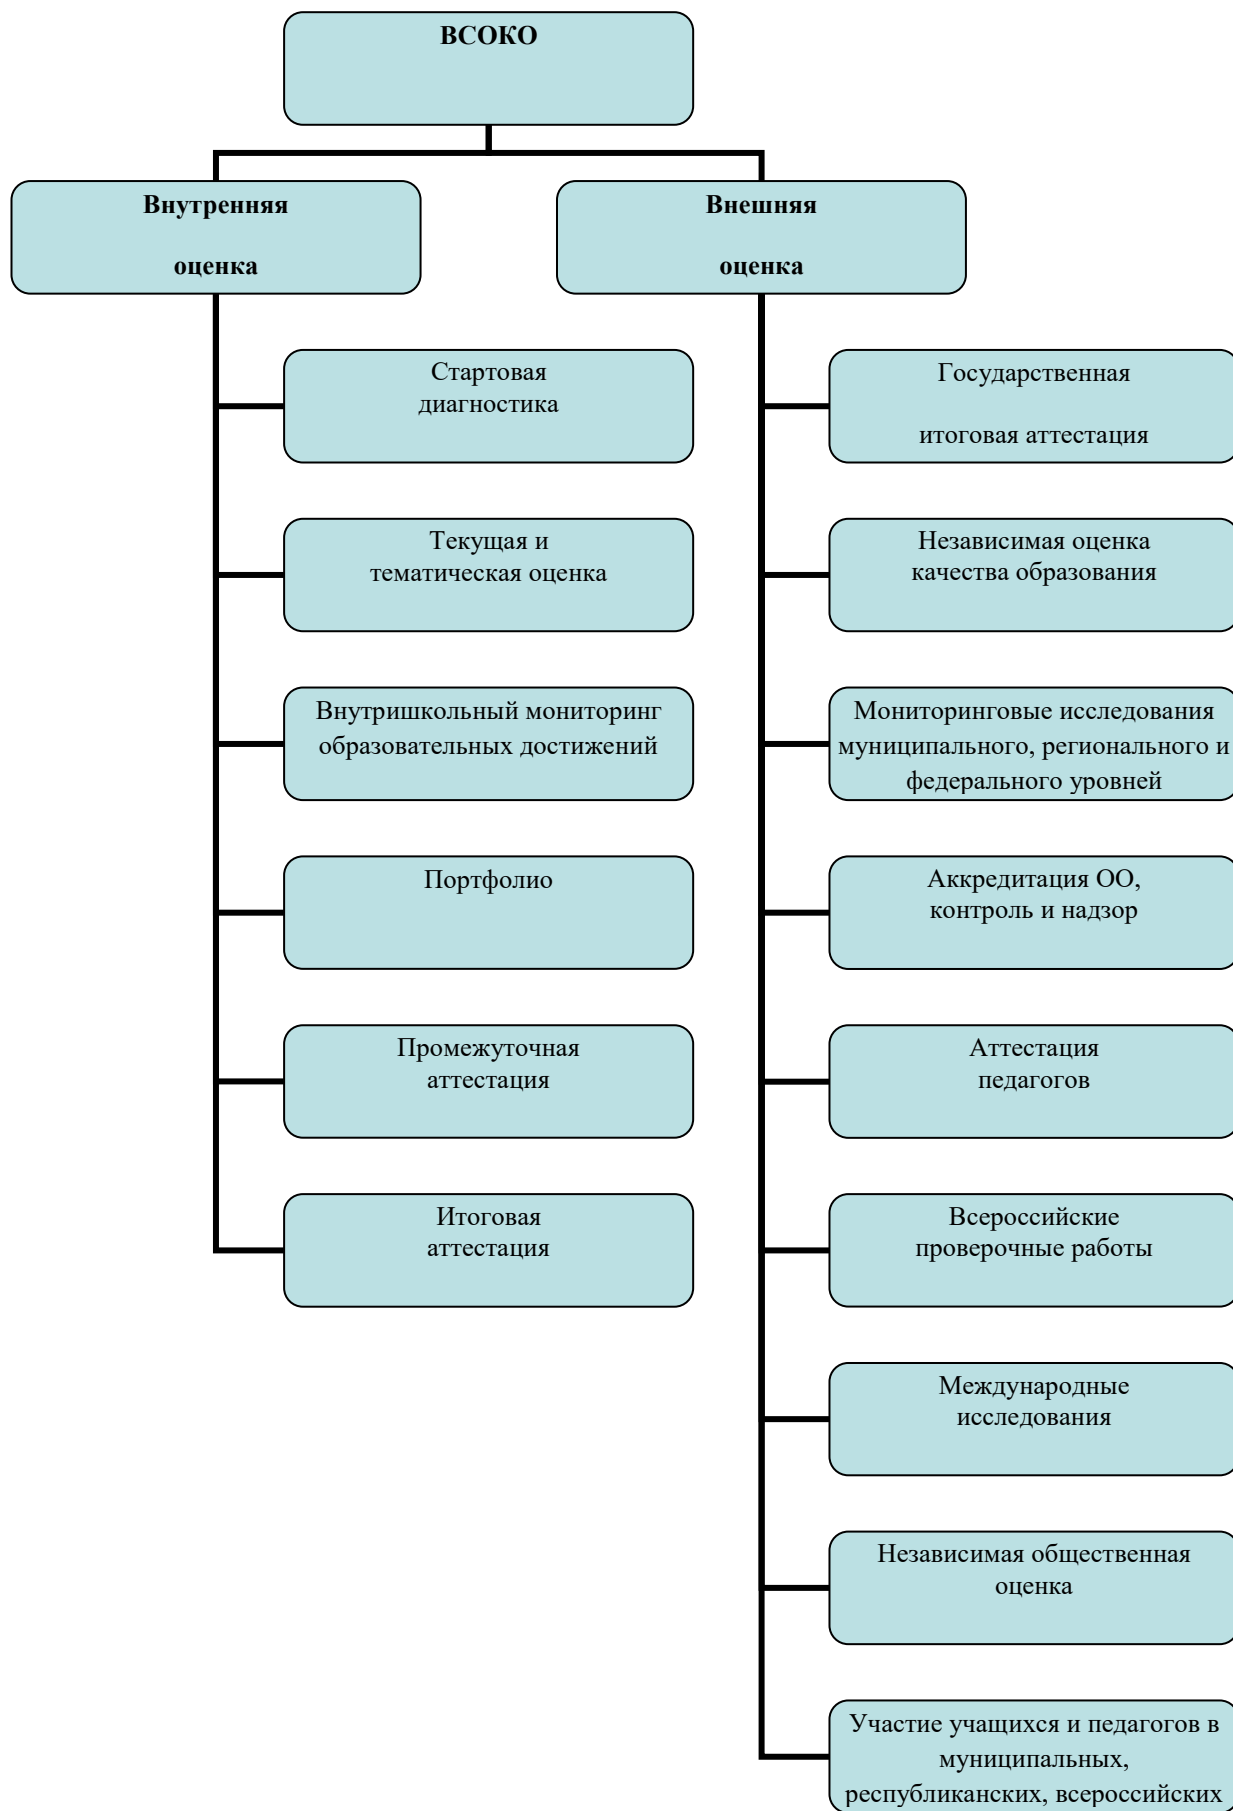 ВСОКО
Внутренняя
оценка
Внешняя
оценка
Стартовая
диагностика
Текущая и
тематическая оценка
Внутришкольный мониторинг
образовательных достижений
Портфолио
Промежуточная
аттестация
Итоговая
аттестация
Государственная
итоговая аттестация
Независимая оценка
качества образования
Мониторинговые исследования
муниципального, регионального и
федерального уровней
Аккредитация ОО,
контроль и надзор
Аттестация
педагогов
Всероссийские
проверочные работы
Международные
исследования
Независимая общественная
оценка
Участие учащихся и педагогов в
муниципальных,
республиканских, всероссийских